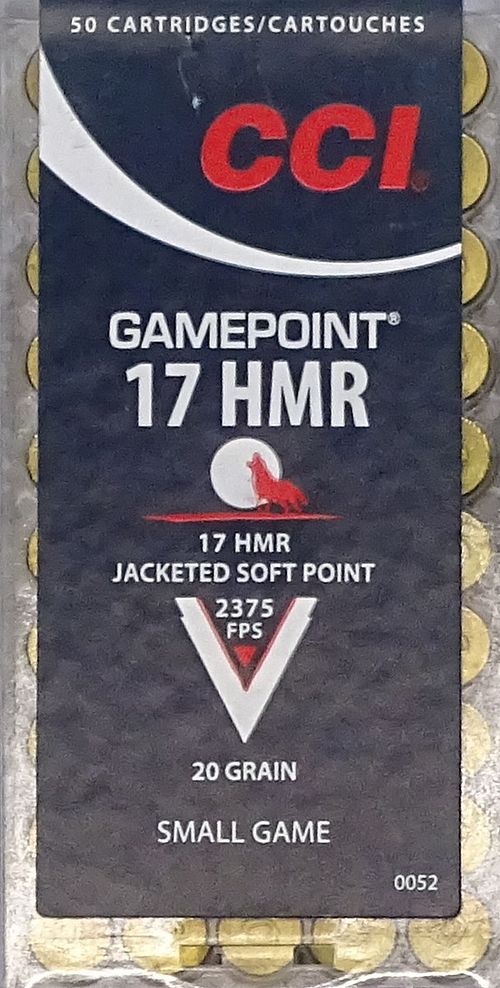 50 CARTRIDGES/CARTOUCHES
CCI
GAMEPOINT®
17 HMR
17 HMR
JACKETED SOFT POINT
2375
FPS
20 GRAIN
SMALL GAME
0052